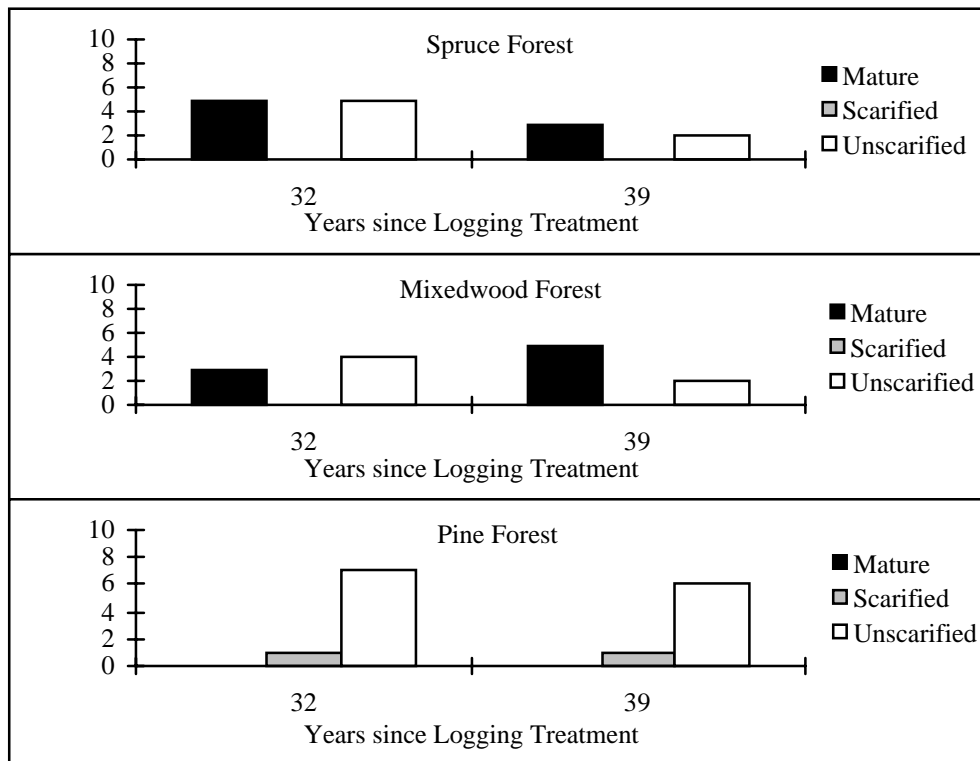 Spruce Forest
10
8
6
4
2
0
Mature
Scarified
Unscarified
32 39
Years since Logging Treatment
Mixedwood Forest
10
8
6
4
2
0
Mature
Scarified
Unscarified
32 39
Years since Logging Treatment
Pine Forest
10
8
6
4
2
0
Mature
Scarified
Unscarified
32 39
Years since Logging Treatment